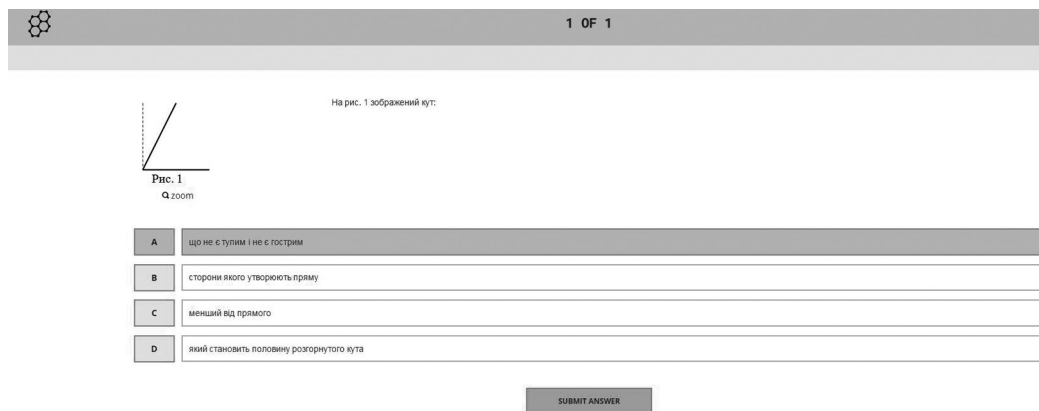 1 OF 1
На рис. 1 зображений кут:
Рис. 1
zoom
A
що не є тупим і не є гострим
B
сторони якого утворюють пряму
C
менший від прямого
D
який становить половину розгорнутого кута
SUBMIT ANSWER